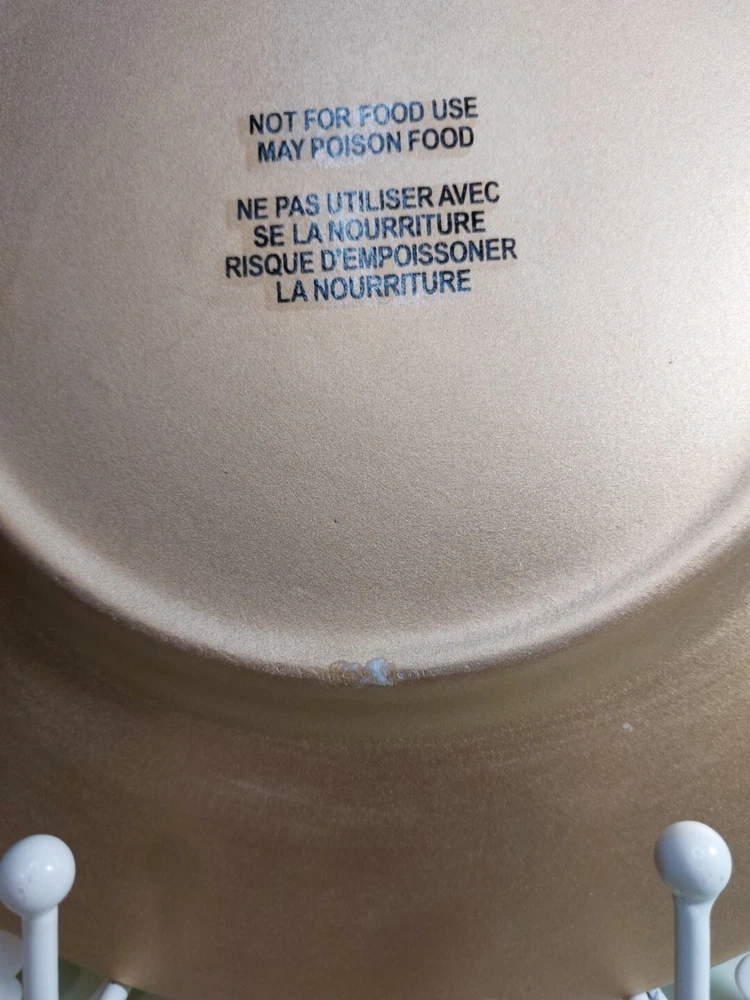 NOT FOR FOOD USE
MAY POISON FOOD
NE PAS UTILISER AVEC
SE LA NOURRITURE
RISQUE D'EMPOISSONER
LA NOURRITURE